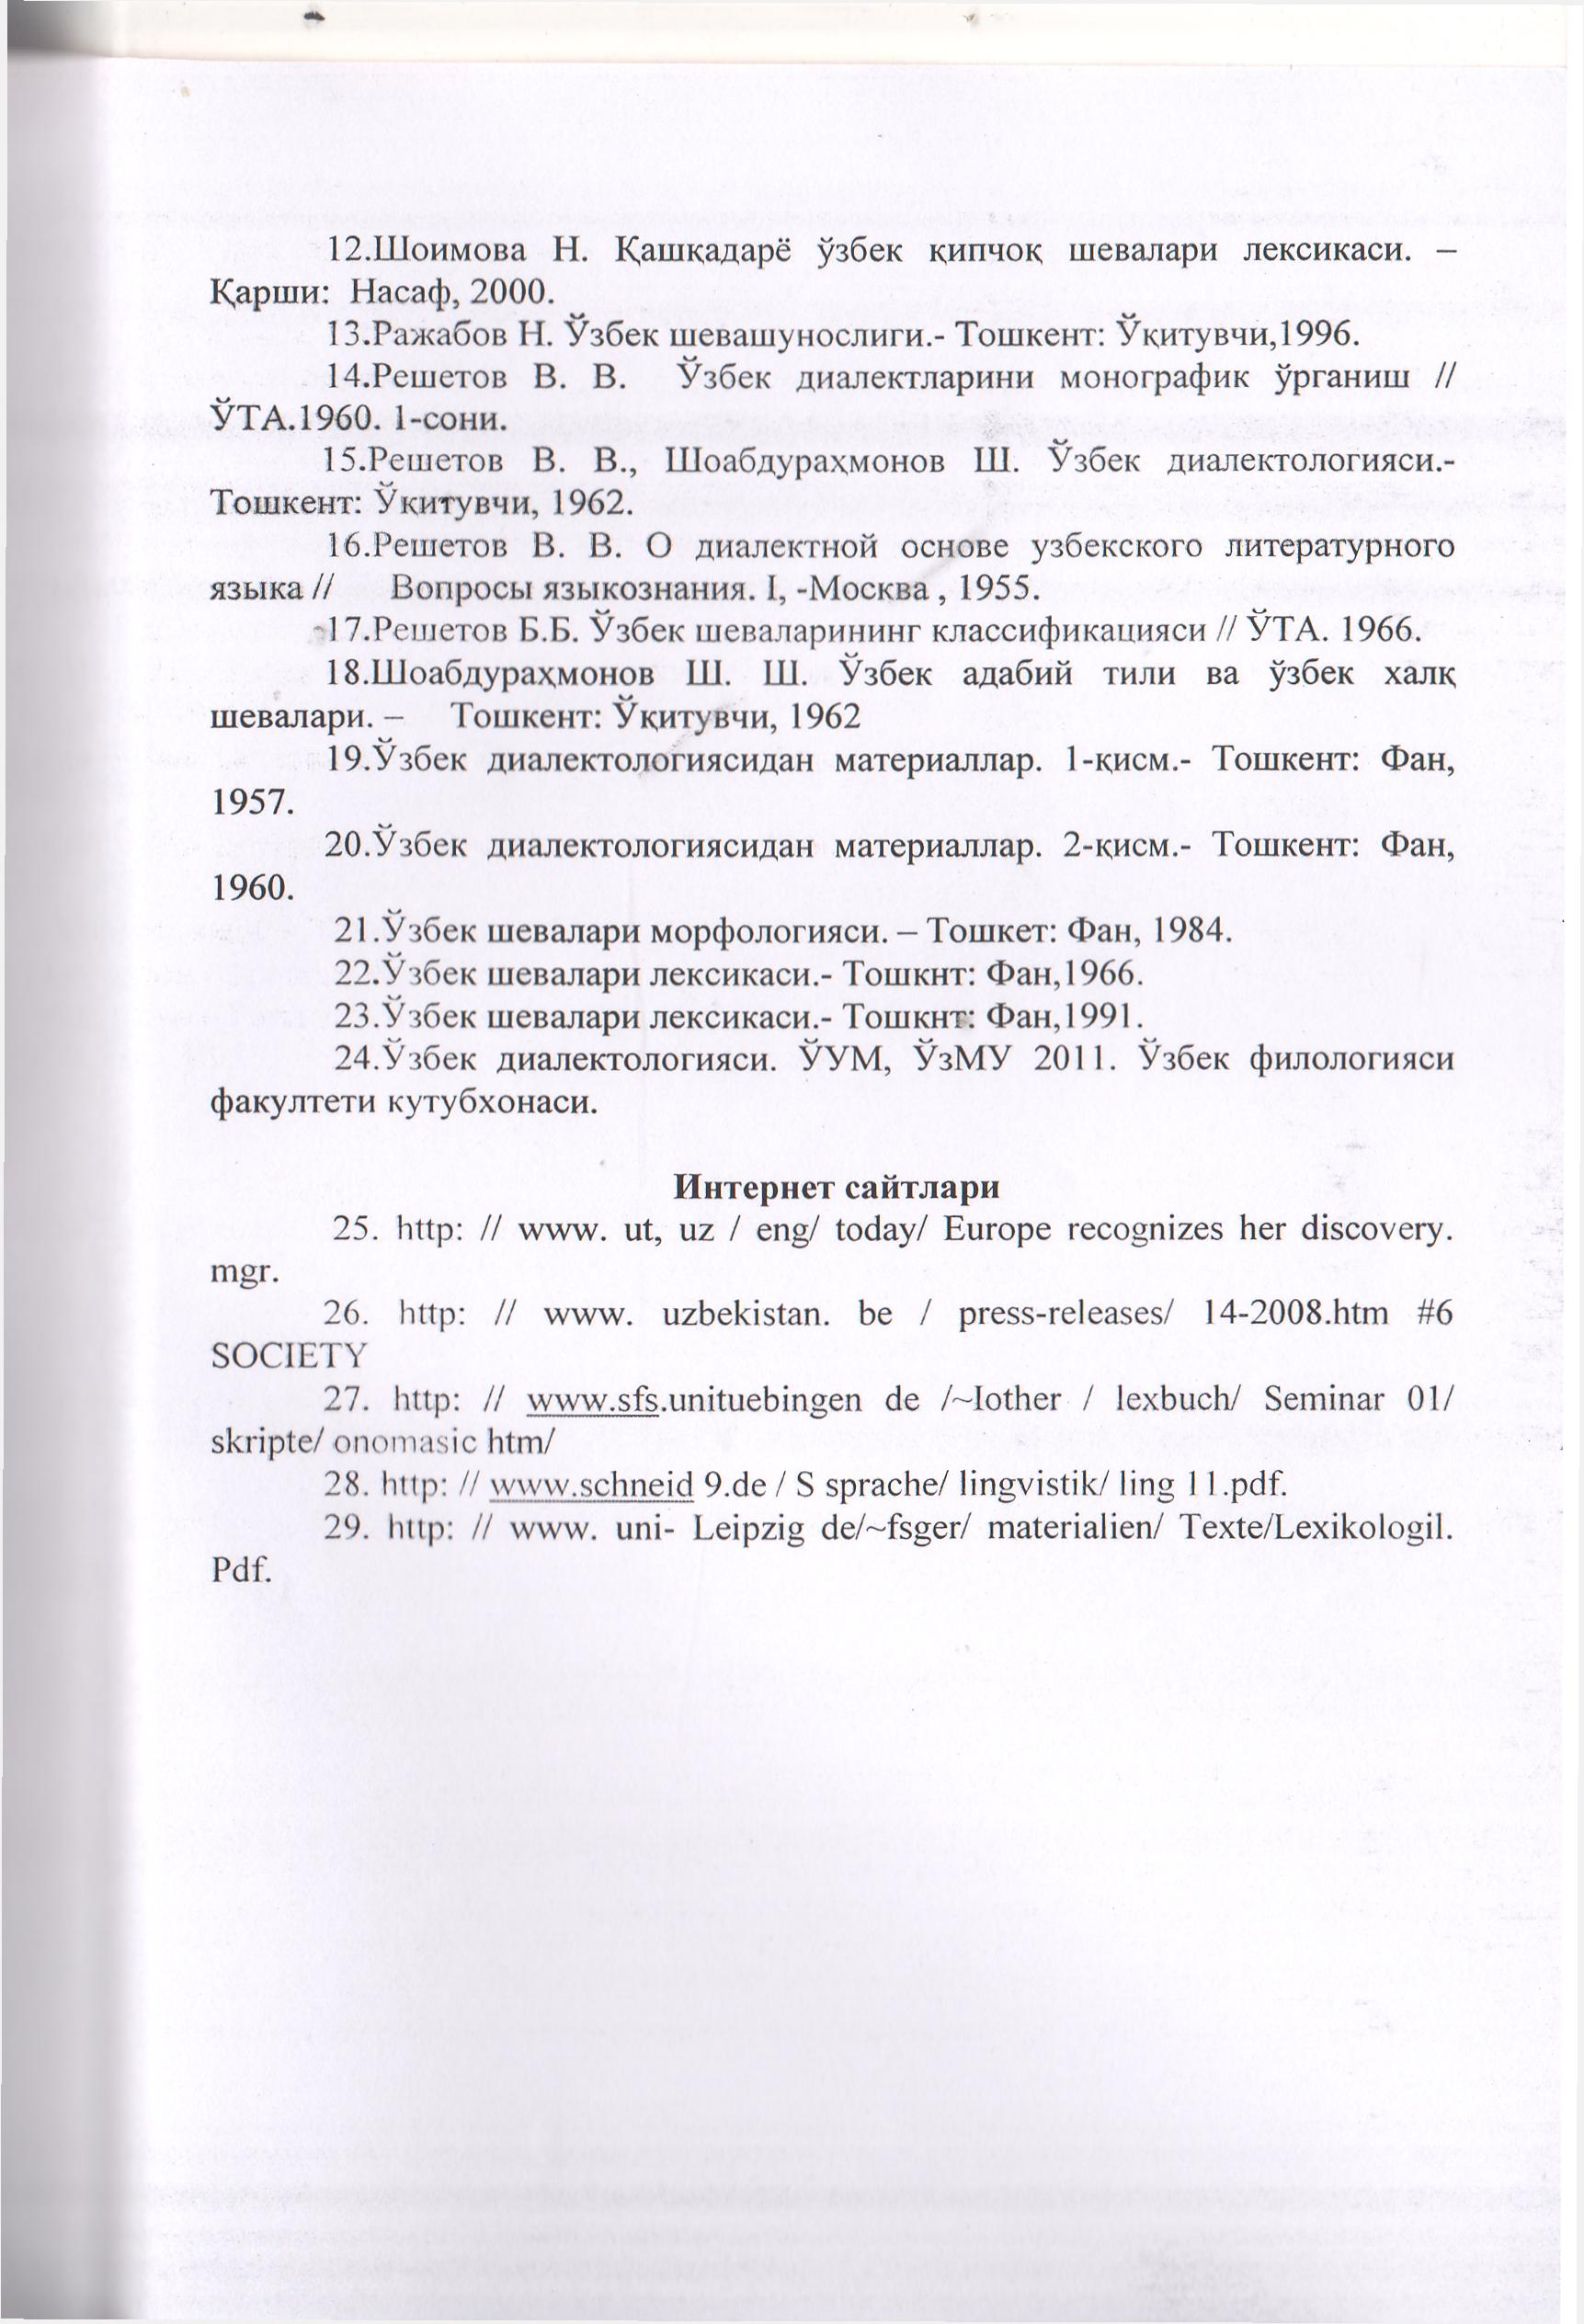 12.Шоимова Н. Қашқадарё ўзбек қипчоқ шевалари лексикаси. –
Қарши: Насаф, 2000.
13.Ражабов Н. Ўзбек шевашунослиги.- Тошкент: Ўқитувчи,1996.
14.Решетов В. В. Ўзбек диалектларини монографик ўрганиш //
ЎТА.1960. 1-сони.
15.Решетов В. В., Шоабдураҳмонов Ш. Ўзбек диалектологияси.-
Тошкент: Ўқитувчи, 1962.
16.Решетов В. В. О диалектной основе узбекского литературного
языка // Вопросы языкознания. I, -Москва , 1955.
17.Решетов Б.Б. Ўзбек шеваларининг классификацияси // ЎТА. 1966.
18.Шоабдураҳмонов Ш. Ш. Ўзбек адабий тили ва ўзбек халқ
шевалари. – Тошкент: Ўқитувчи, 1962
19.Ўзбек диалектологиясидан материаллар. 1-қисм.- Тошкент: Фан,
1957.
20.Ўзбек диалектологиясидан материаллар. 2-қисм.- Тошкент: Фан,
1960.
21.Ўзбек шевалари морфологияси. – Тошкет: Фан, 1984.
22.Ўзбек шевалари лексикаси.- Тошкнт: Фан,1966.
23.Ўзбек шевалари лексикаси.- Тошкнт: Фан,1991.
24.Ўзбек диалектологияси. ЎУМ, ЎзМУ 2011. Ўзбек филологияси
факултети кутубхонаси.
Интернет сайтлари
25. http: // www. ut, uz / eng/ today/ Europe recognizes her discovery.
mgr.
26. http: // www. uzbekistan. be / press-releases/ 14-2008.htm #6
SOCIETY
27. http: // www.sfs.unituebingen de /~Iother / lexbuch/ Seminar 01/
skripte/ onomasic htm/
28. http: // www.schneid 9.de / S sprache/ lingvistik/ ling 11.pdf.
29. http: // www. uni- Leipzig de/~fsger/ materialien/ Texte/Lexikologil.
Pdf.